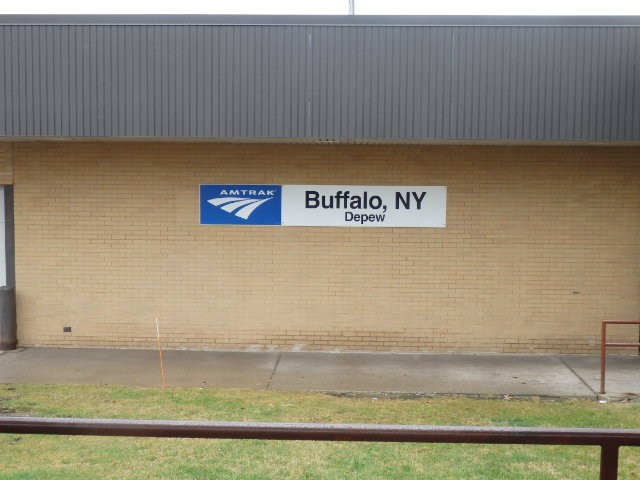 AMTRAK
Buffalo, NY
Depew